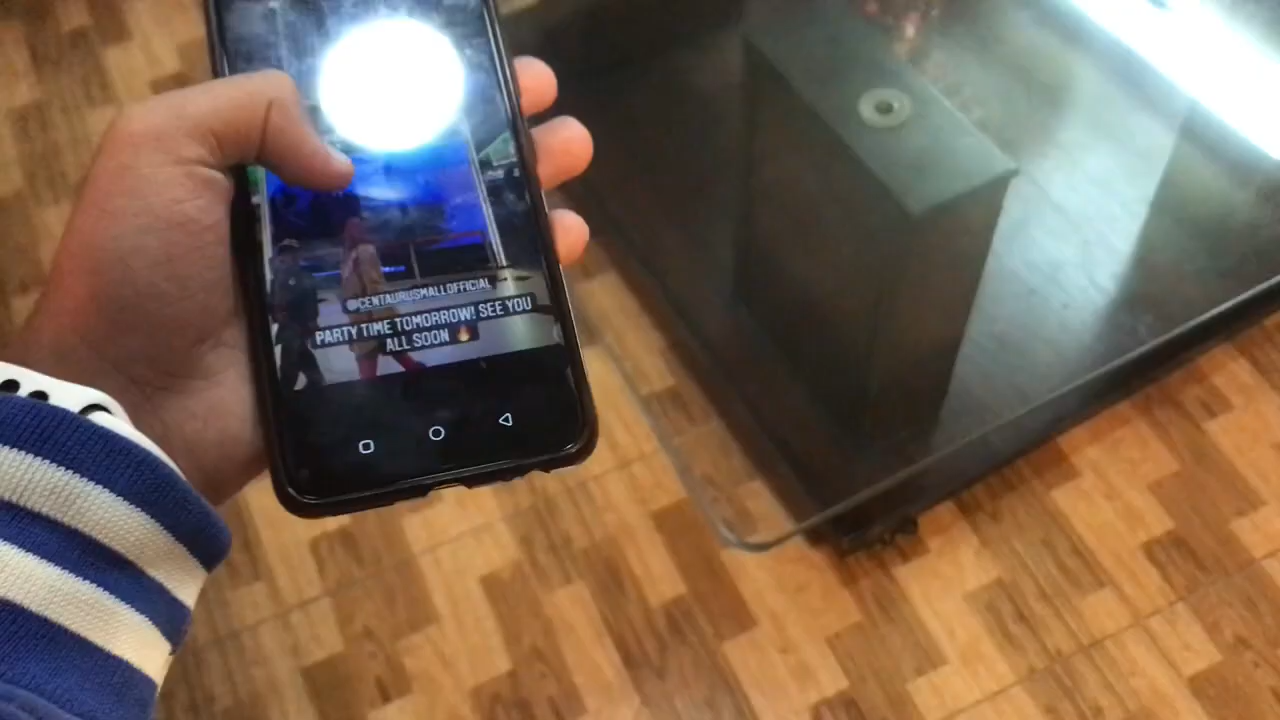 @CENTAURUSMALLOFFICIAL
PARTY TIME TOMORROW! SEE YOU
ALL SOON 🔥